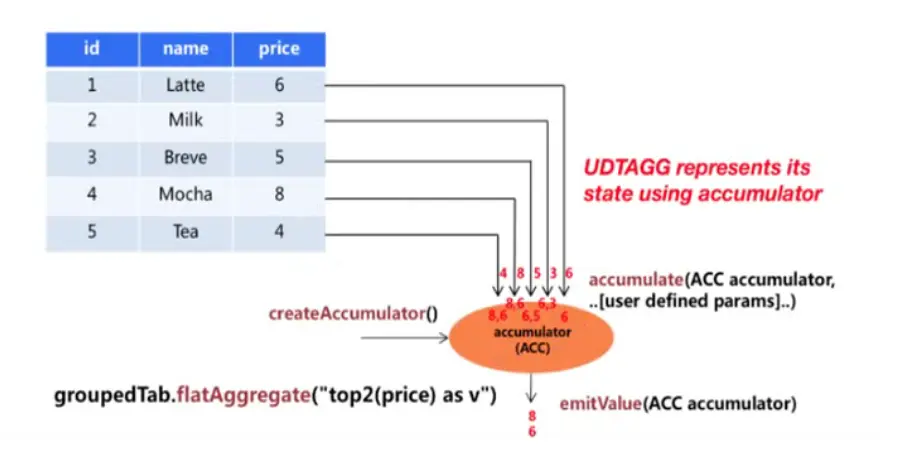 id name price
1 Latte 6
2 Milk 3
3 Breve 5
4 Mocha 8
5 Tea 4
UDTAGG represents its
state using accumulator
4 8 5 3 6
accumulate(ACC accumulator,
..[user defined params]..)
createAccumulator()
8,6 6,3
8,6 6,5 6
accumulator
(ACC)
groupedTab.flatAggregate("top2(price) as v")
emitValue(ACC accumulator)
8
6